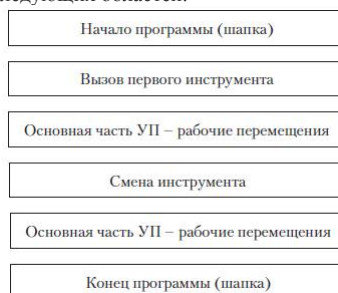 Начало программы (шапка)
Вызов первого инструмента
Основная часть УП – рабочие перемещения
Смена инструмента
Основная часть УП – рабочие перемещения
Конец программы (шапка)